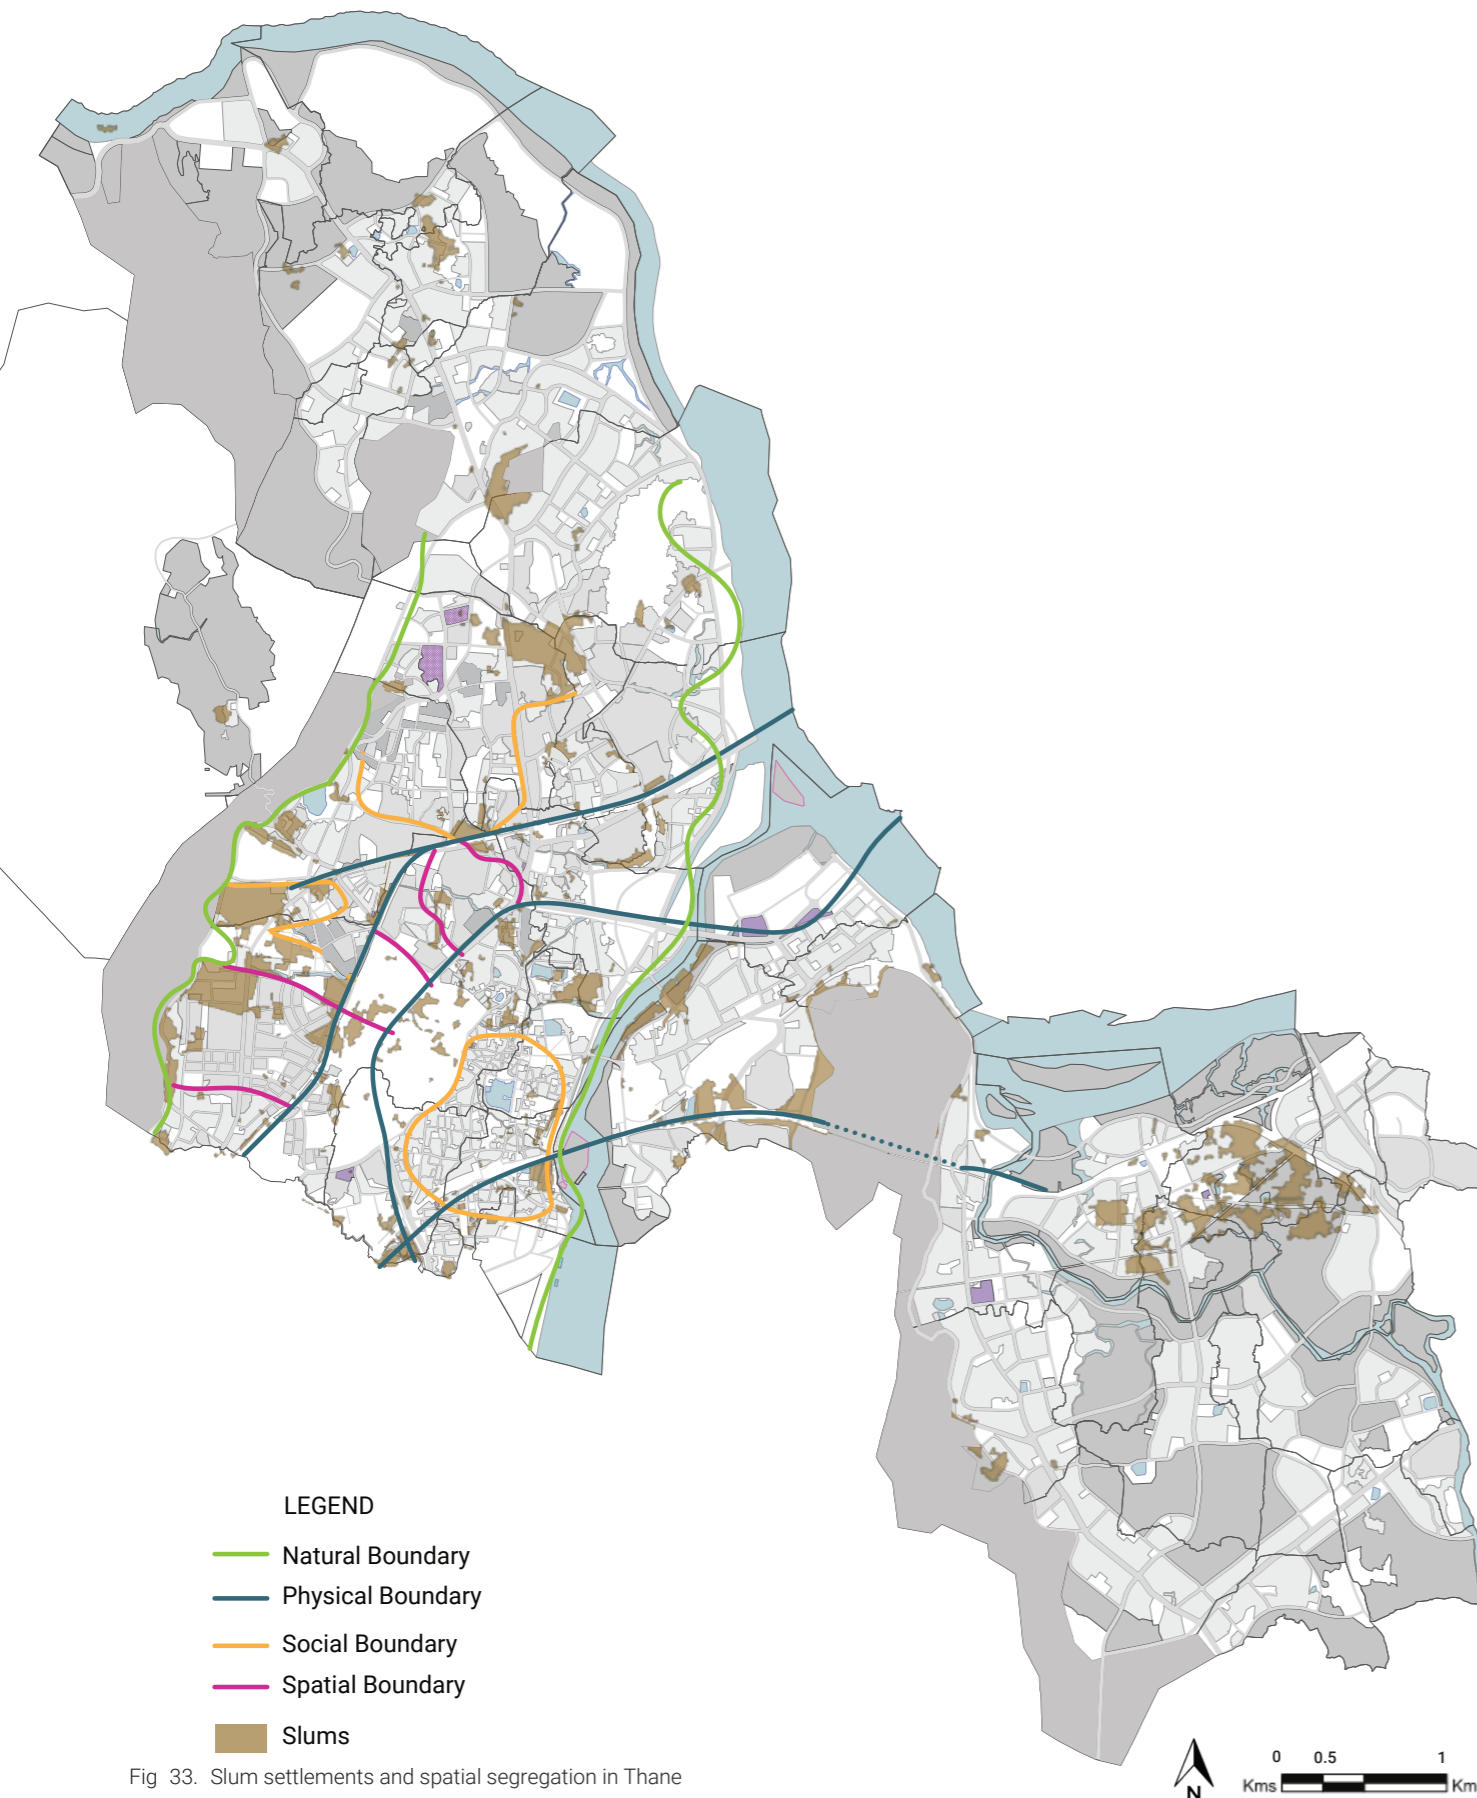 LEGEND
Natural Boundary
Physical Boundary
Social Boundary
Spatial Boundary
Slums
Fig 33. Slum settlements and spatial segregation in Thane
N
0 0.5 1
Kms Km